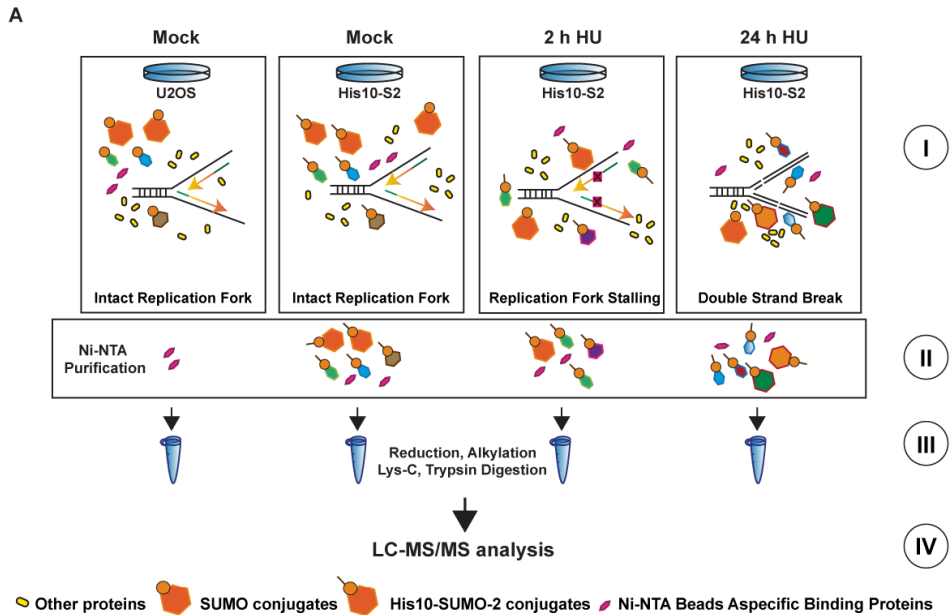 A
Mock
Mock
2 h HU
24 h HU
U2OS
His10-S2
His10-S2
His10-S2
I
Intact Replication Fork
Intact Replication Fork
Replication Fork Stalling
Double Strand Break
Ni-NTA
Purification
II
Reduction, Alkylation
Lys-C, Trypsin Digestion
III
LC-MS/MS analysis
IV
Other proteins
SUMO conjugates
His10-SUMO-2 conjugates
Ni-NTA Beads Aspecific Binding Proteins